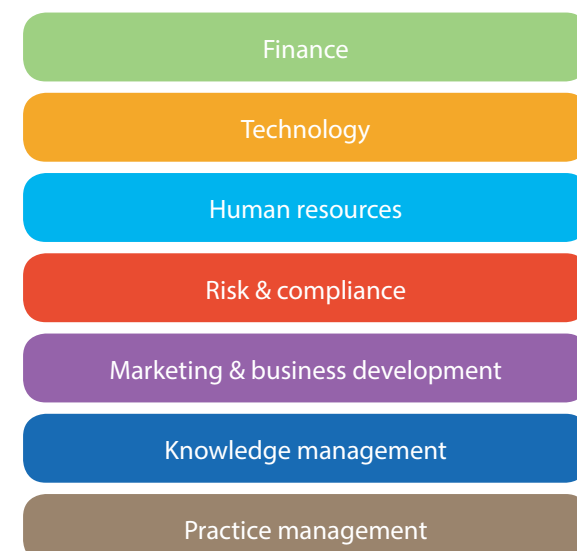 Finance
Technology
Human resources
Risk & compliance
Marketing & business development
Knowledge management
Practice management